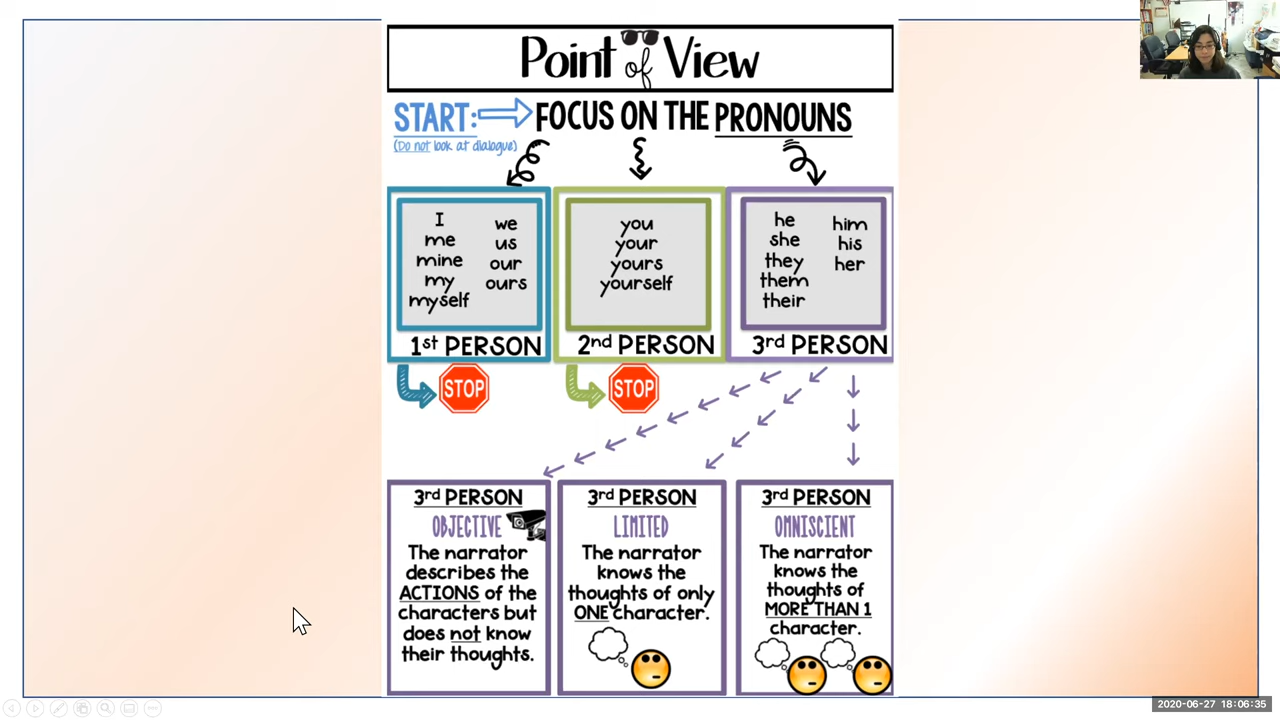 Point of View
START: FOCUS ON THE PRONOUNS
(Do not look at dialogue)
I
me
mine
my
myself
we
us
our
ours
1st PERSON
STOP
you
your
yours
yourself
2nd PERSON
STOP
he
she
they
them
their
him
his
her
3rd PERSON
3rd PERSON
OBJECTIVE
The narrator
describes the
ACTIONS of the
characters but
does not know
their thoughts.
3rd PERSON
LIMITED
The narrator
knows the
thoughts of only
ONE character.
3rd PERSON
OMNISCIENT
The narrator
knows the
thoughts of
MORE THAN 1
character.
2020-06-27 18:06:35